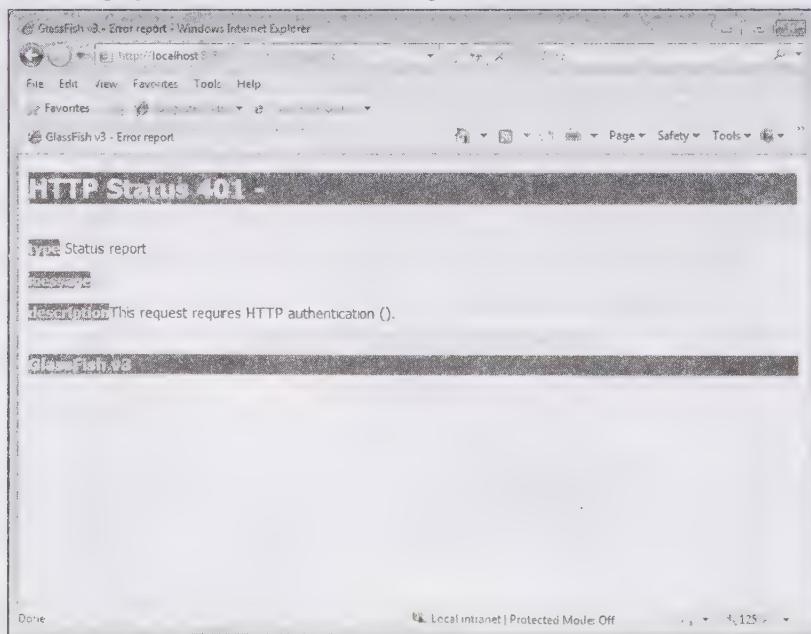 GlassFish v3 - Error report - Windows Internet Explorer
http://localhost
File Edit View Favorites Tools Help
Favorites
GlassFish v3 - Error report Page Safety Tools
HTTP Status 401 -
type Status report
message
description This request requires HTTP authentication ().
GlassFish v3
Done Local intranet | Protected Mode: Off 125